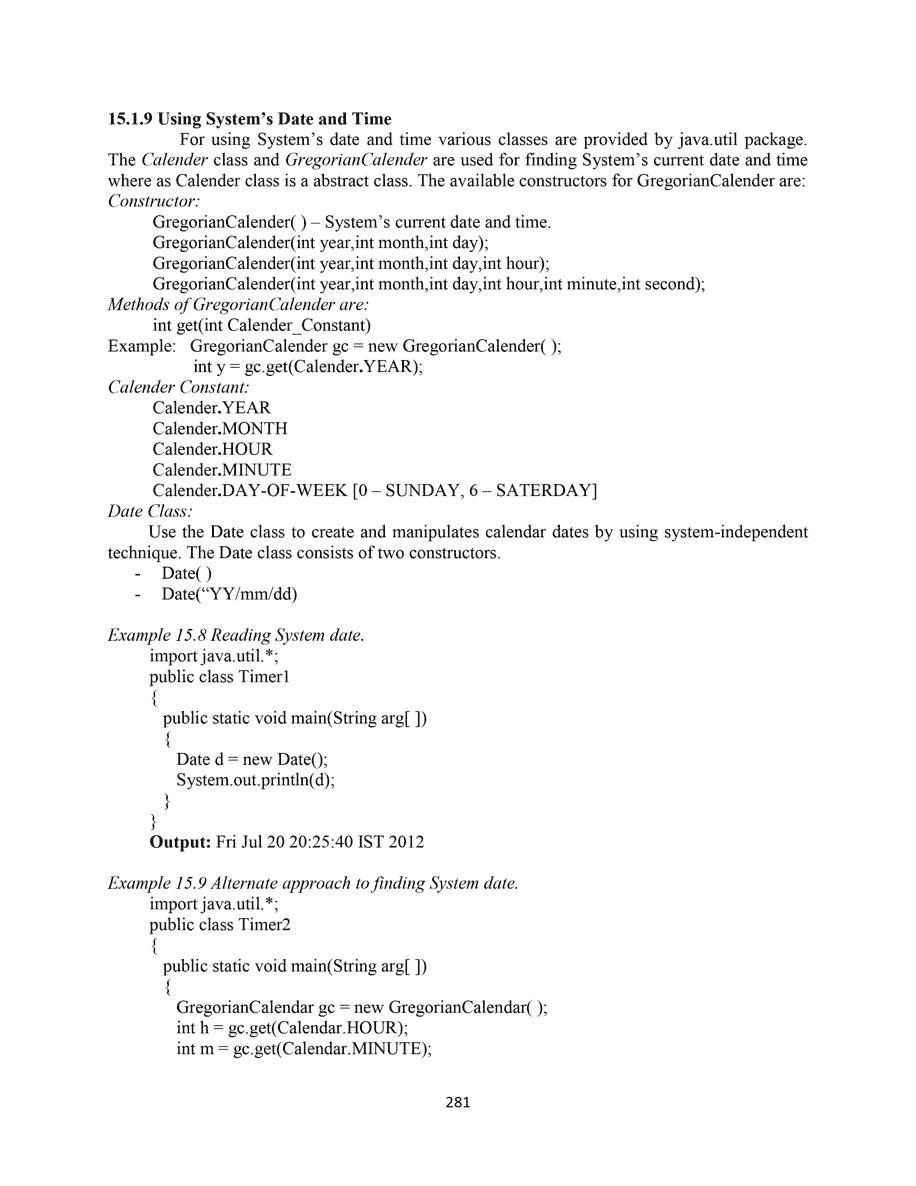 15.1.9 Using System’s Date and Time
For using System’s date and time various classes are provided by java.util package.
The Calender class and GregorianCalender are used for finding System’s current date and time
where as Calender class is a abstract class. The available constructors for GregorianCalender are:
Constructor:
GregorianCalender( ) – System’s current date and time.
GregorianCalender(int year,int month,int day);
GregorianCalender(int year,int month,int day,int hour);
GregorianCalender(int year,int month,int day,int hour,int minute,int second);
Methods of GregorianCalender are:
int get(int Calender_Constant)
Example: GregorianCalender gc = new GregorianCalender( );
int y = gc.get(Calender.YEAR);
Calender Constant:
Calender.YEAR
Calender.MONTH
Calender.HOUR
Calender.MINUTE
Calender.DAY-OF-WEEK [0 – SUNDAY, 6 – SATERDAY]
Date Class:
Use the Date class to create and manipulates calendar dates by using system-independent
technique. The Date class consists of two constructors.
- Date( )
- Date(“YY/mm/dd)
Example 15.8 Reading System date.
import java.util.*;
public class Timer1
{
public static void main(String arg[ ])
{
Date d = new Date();
System.out.println(d);
}
}
Output: Fri Jul 20 20:25:40 IST 2012
Example 15.9 Alternate approach to finding System date.
import java.util.*;
public class Timer2
{
public static void main(String arg[ ])
{
GregorianCalendar gc = new GregorianCalendar( );
int h = gc.get(Calendar.HOUR);
int m = gc.get(Calendar.MINUTE);
281